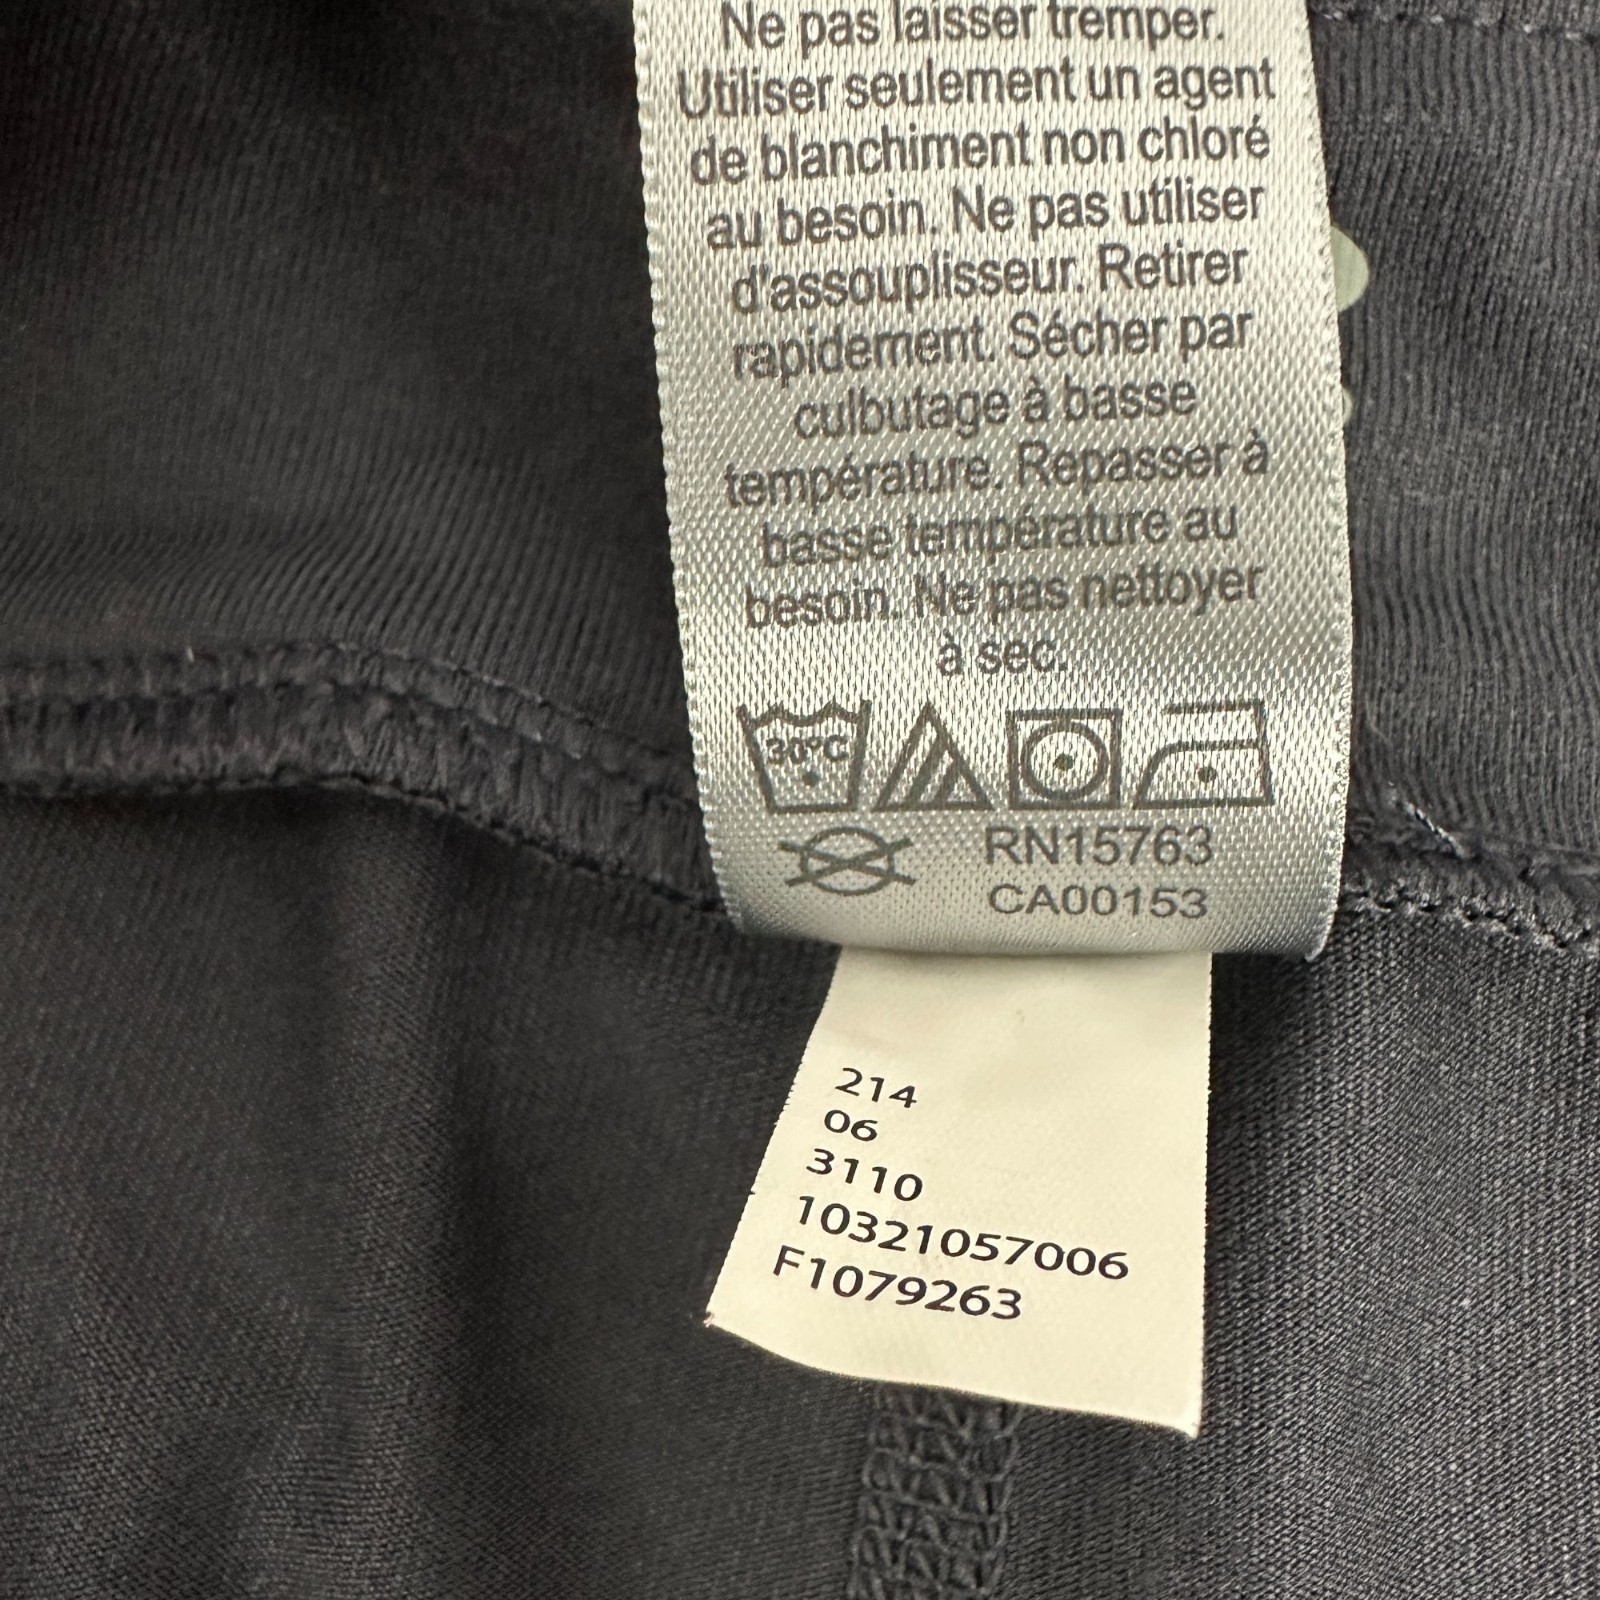 Ne pas laisser tremper.
Utiliser seulement un agent
de blanchiment non chloré
au besoin. Ne pas utiliser
d'assouplisseur. Retirer
rapidement. Sécher par
culbutage à basse
température. Repasser à
basse température au
besoin. Ne pas nettoyer
à sec.
30°C
RN15763
CA00153
214
06
3110
10321057006
F1079263